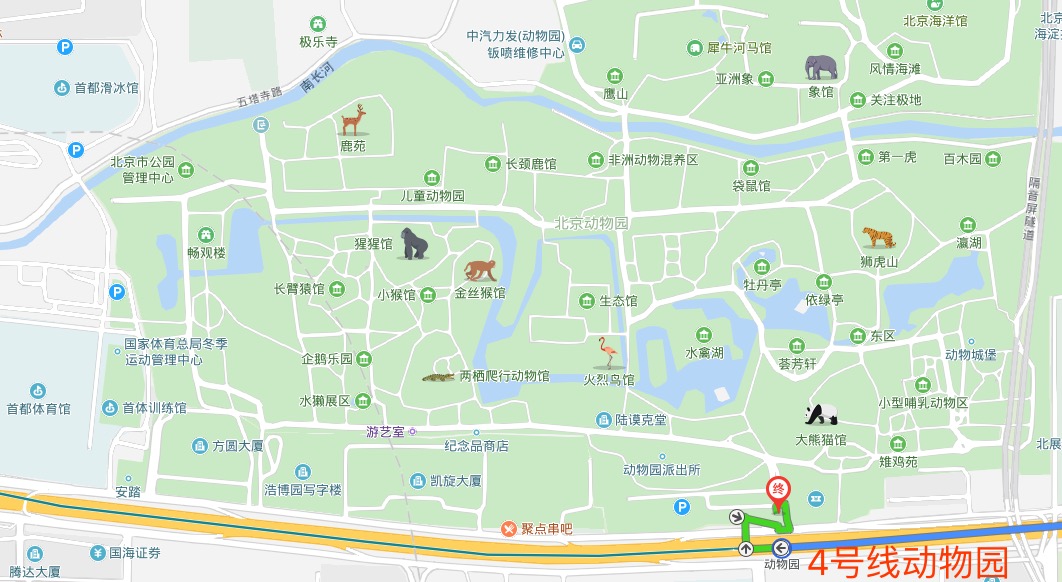 北京海洋馆
北京
海淀
极乐寺
中汽力发(动物园)
钣喷维修中心
犀牛河马馆
风情海滩
亚洲象
象馆
首都滑冰馆
南长河
五塔寺路
鹰山
关注极地
鹿苑
北京市公园
管理中心
长颈鹿馆
非洲动物混养区
第一虎
百木园
儿童动物园
袋鼠馆
隔音屏隧道
北京动物园
畅观楼
猩猩馆
狮虎山
瀛湖
长臂猿馆
小猴馆
金丝猴馆
生态馆
牡丹亭
依绿亭
国家体育总局冬季
运动管理中心
企鹅乐园
两栖爬行动物馆
火烈鸟馆
水禽湖
荟芳轩
东区
动物城堡
首都体育馆
首体训练馆
水獭展区
小型哺乳动物区
游艺室
纪念品商店
陆谟克堂
大熊猫馆
方圆大厦
雉鸡苑
北展
动物园派出所
安踏
浩博园写字楼
凯旋大厦
终
聚点串吧
国海证券
腾达大厦
动物园
4号线动物园